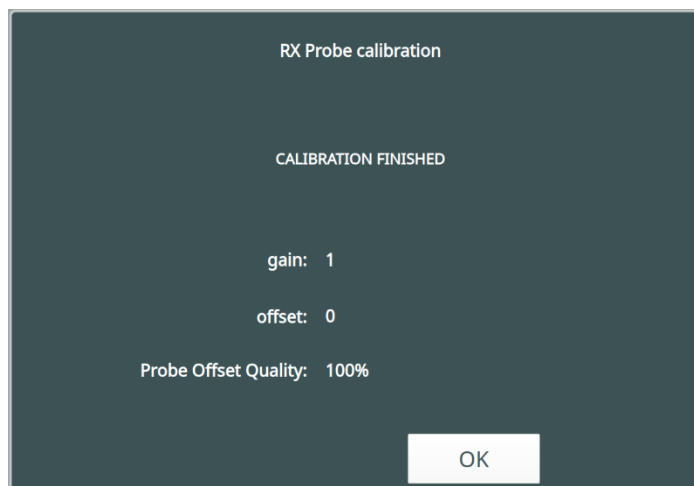 RX Probe calibration
CALIBRATION FINISHED
gain: 1
offset: 0
Probe Offset Quality: 100%
OK